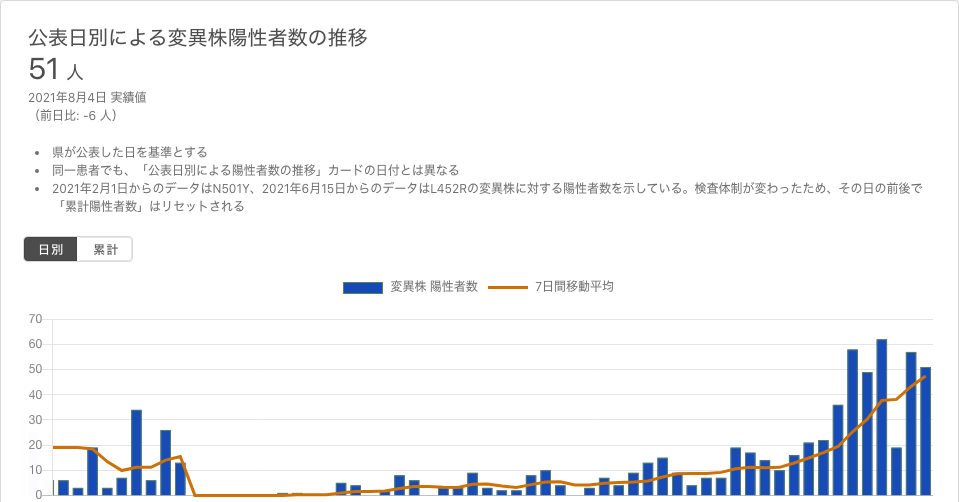 公表日別による変異株陽性者数の推移
51 人
2021年8月4日 実績値
（前日比: -6 人）
• 県が公表した日を基準とする
• 同一患者でも、「公表日別による陽性者数の推移」カードの日付とは異なる
• 2021年2月1日からのデータはN501Y、2021年6月15日からのデータはL452Rの変異株に対する陽性者数を示している。検査体制が変わったため、その日の前後で
「累計陽性者数」はリセットされる
日別 累計
変異株 陽性者数 7日間移動平均
70
60
50
40
30
20
10
0